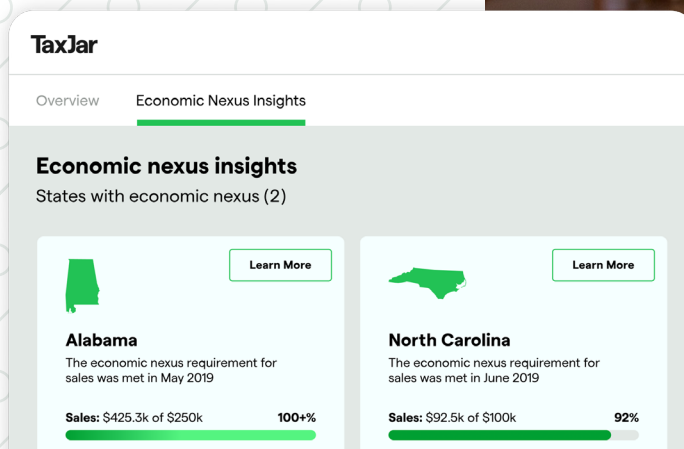 TaxJar
Overview
Economic Nexus Insights
Economic nexus insights
States with economic nexus (2)
Learn More
Alabama
The economic nexus requirement for
sales was met in May 2019
Sales: $425.3k of $250k
100+%
Learn More
North Carolina
The economic nexus requirement for
sales was met in June 2019
Sales: $92.5k of $100k
92%